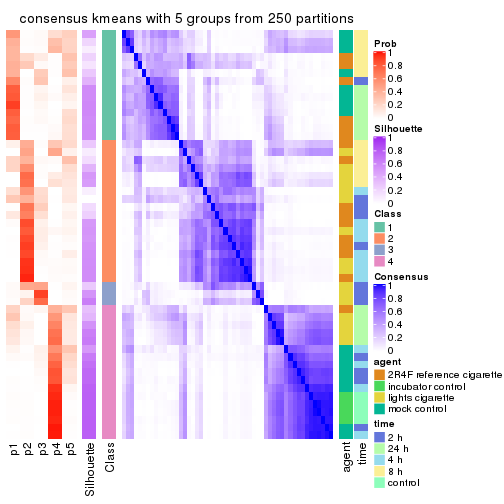 consensus kmeans with 5 groups from 250 partitions
Prob
1
0.8
0.6
0.4
0.2
0
Silhouette
1
0.8
0.6
0.4
0.2
0
Class
1
2
3
4
Consensus
1
0.8
0.6
0.4
0.2
0
agent
2R4F reference cigarette
incubator control
lights cigarette
mock control
time
2 h
24 h
4 h
8 h
control
p1
p2
p3
p4
p5
Silhouette
Class
agent
time